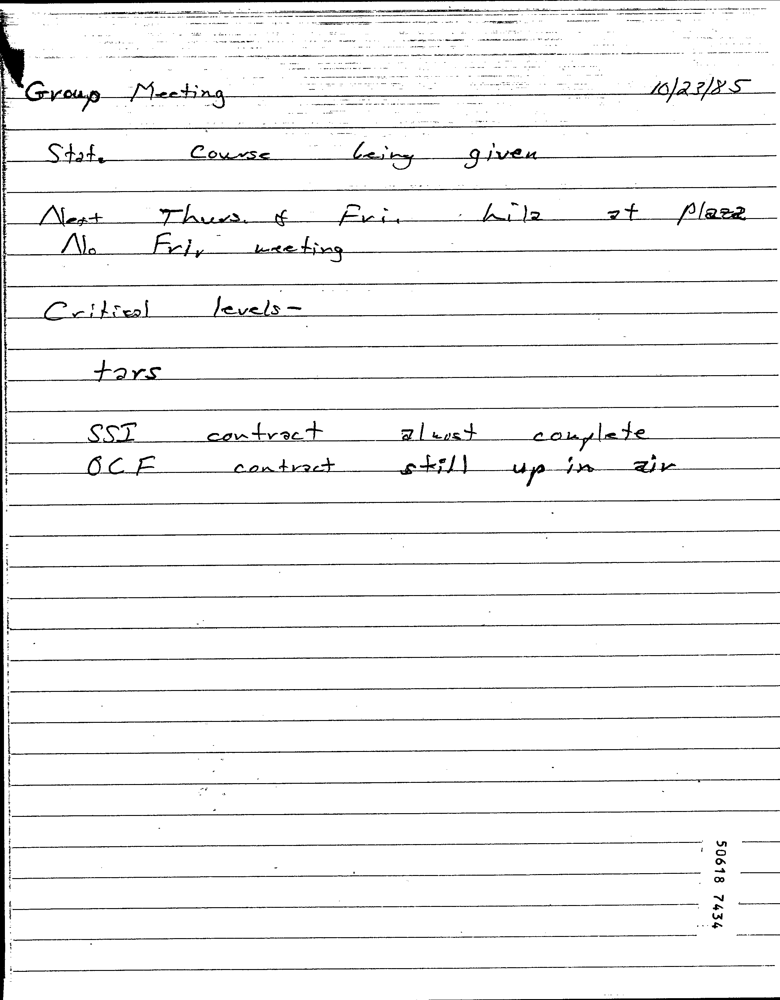 Group Meeting 10/23/85
Stat. Course being given
Next Thurs. & Fri. at Plaza
No Fri. meeting
Critical levels-
tars
SSI contract almost complete
OCF contract still up in air
50618 7434